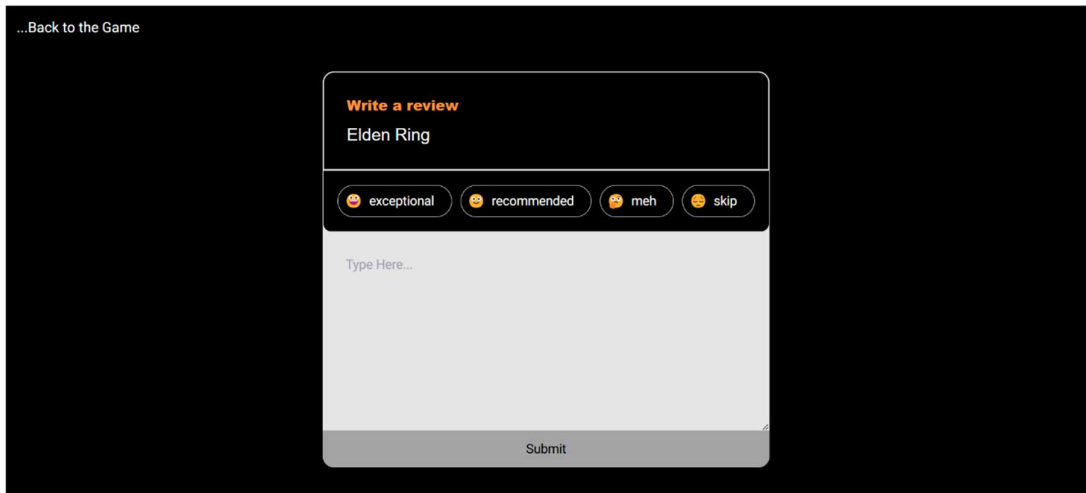 ...Back to the Game
Write a review
Elden Ring
exceptional recommended meh skip
Type Here...
Submit